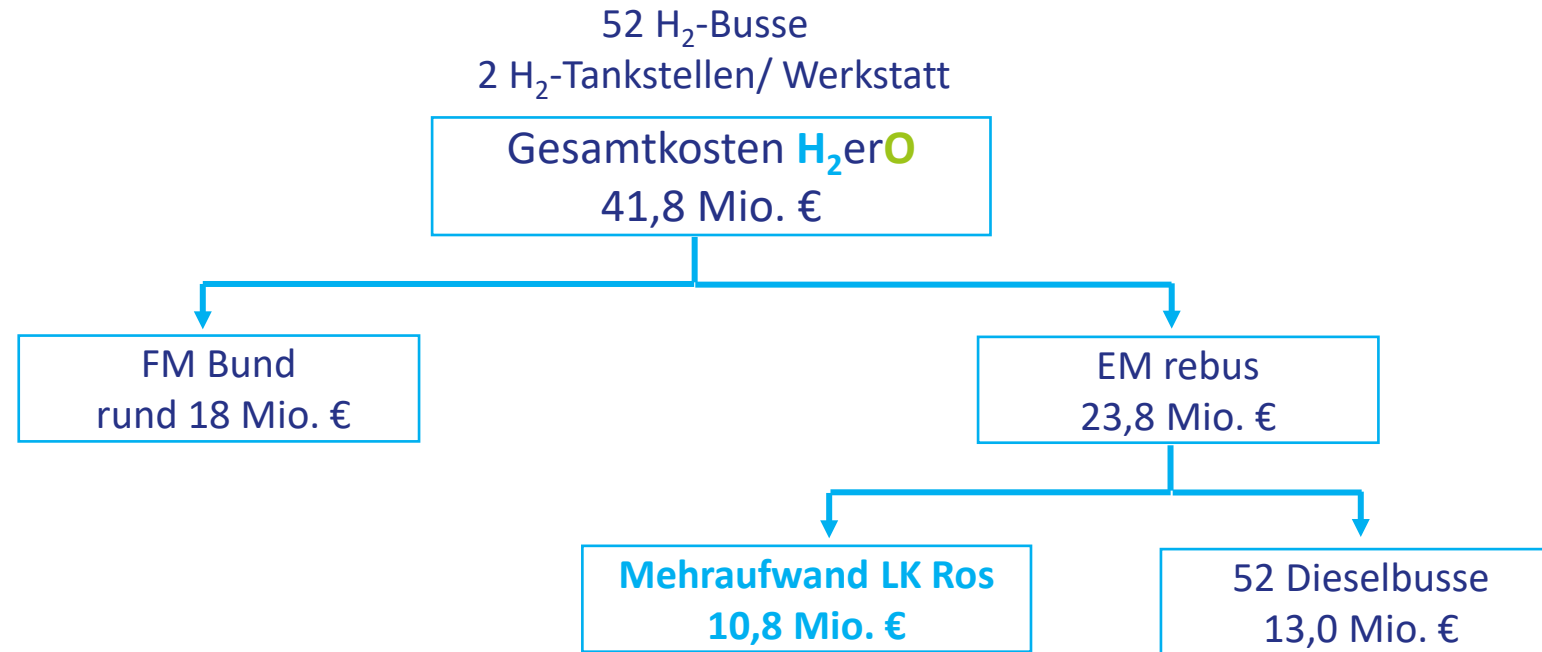 52 H₂-Busse
2 H₂-Tankstellen/ Werkstatt
Gesamtkosten H₂erO
41,8 Mio. €
FM Bund
rund 18 Mio. €
EM rebus
23,8 Mio. €
Mehraufwand LK Ros
10,8 Mio. €
52 Dieselbusse
13,0 Mio. €